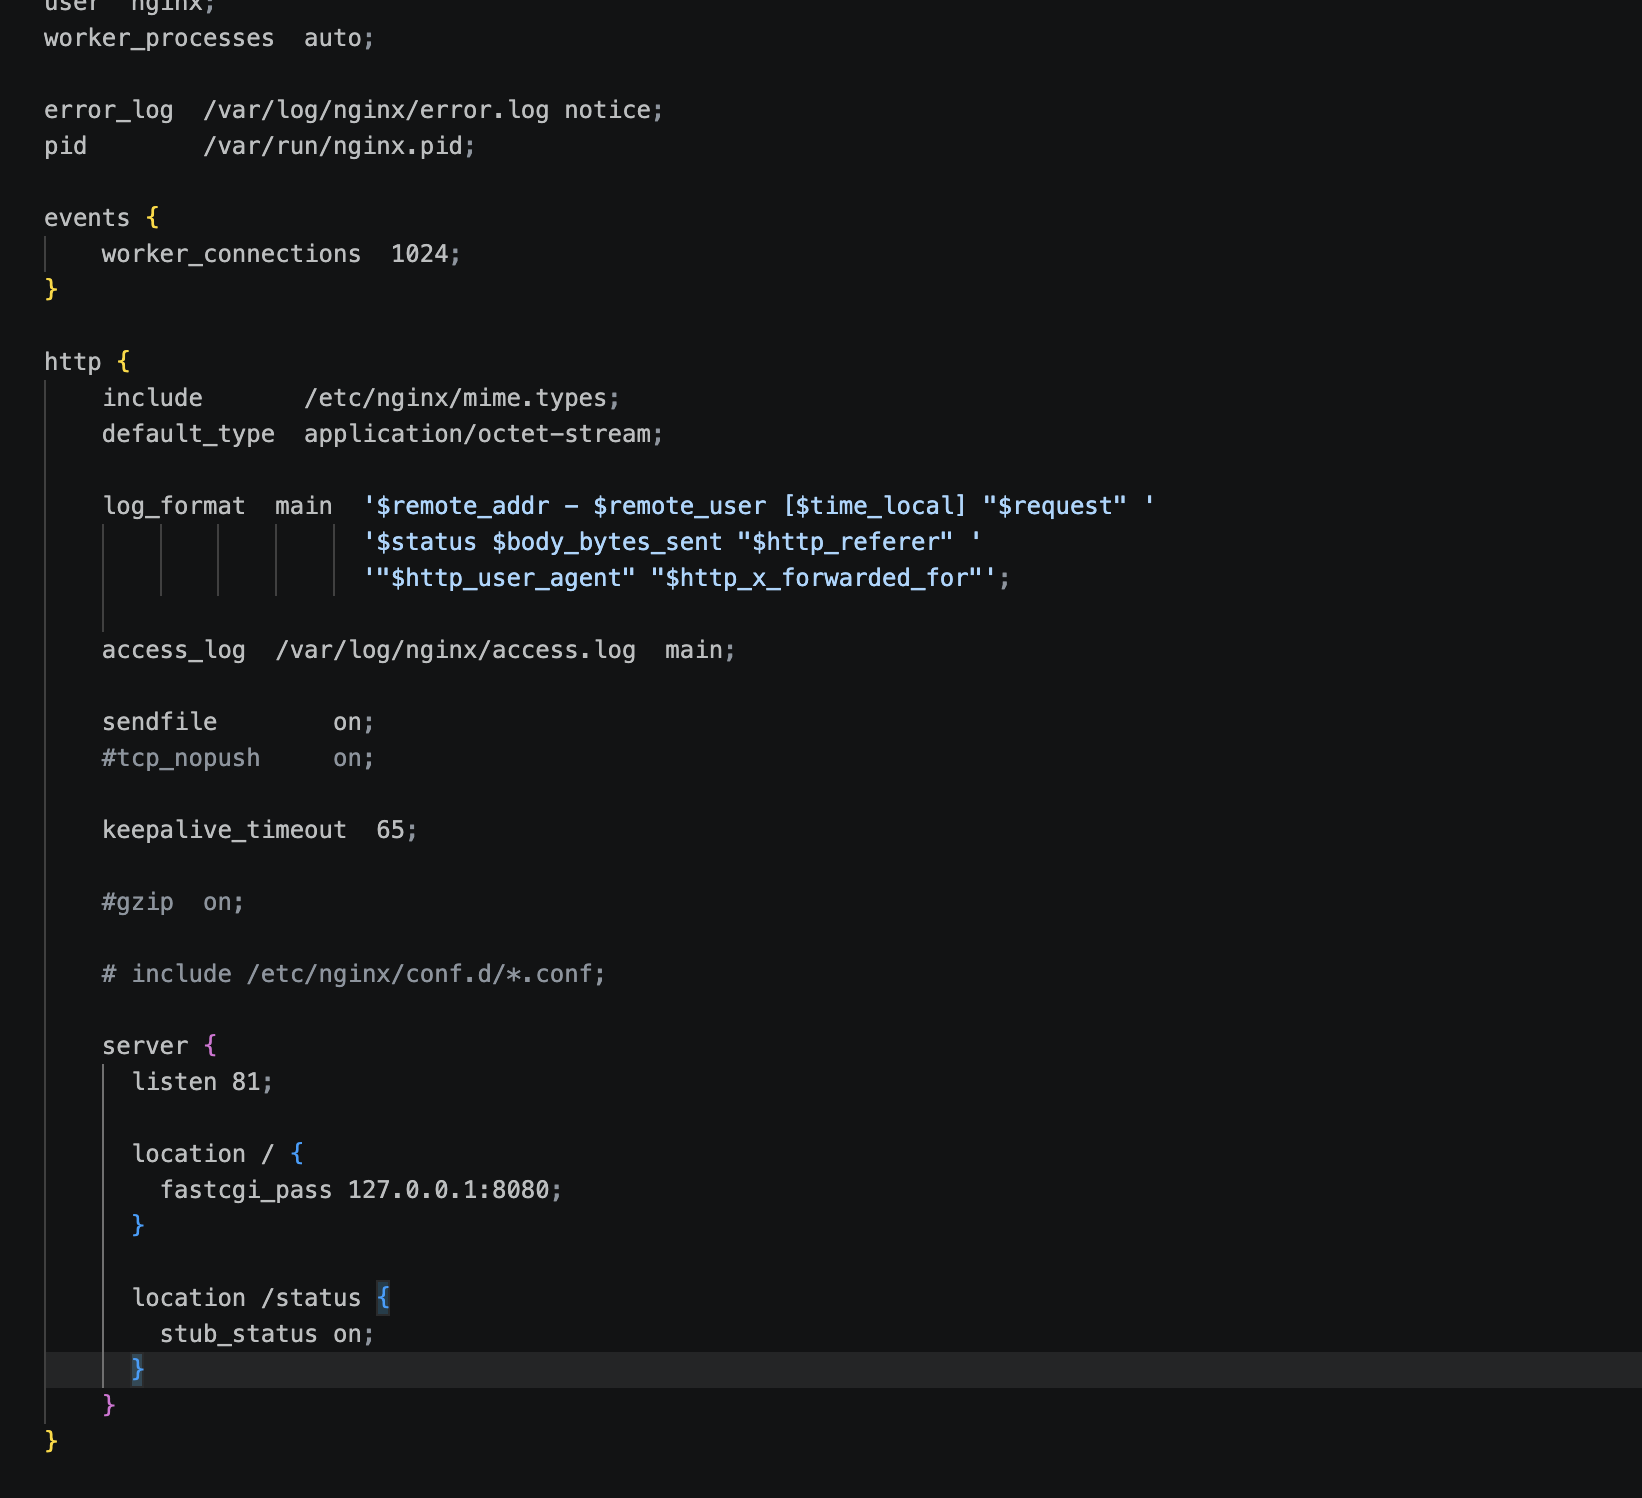 user  nginx;
worker_processes  auto;

error_log  /var/log/nginx/error.log notice;
pid        /var/run/nginx.pid;

events {
    worker_connections  1024;
}

http {
    include       /etc/nginx/mime.types;
    default_type  application/octet-stream;

    log_format  main  '$remote_addr - $remote_user [$time_local] "$request" '
                      '$status $body_bytes_sent "$http_referer" '
                      '"$http_user_agent" "$http_x_forwarded_for"';

    access_log  /var/log/nginx/access.log  main;

    sendfile        on;
    #tcp_nopush     on;

    keepalive_timeout  65;

    #gzip  on;

    # include /etc/nginx/conf.d/*.conf;

    server {
      listen 81;

      location / {
        fastcgi_pass 127.0.0.1:8080;
      }

      location /status {
        stub_status on;
      }
    }
}